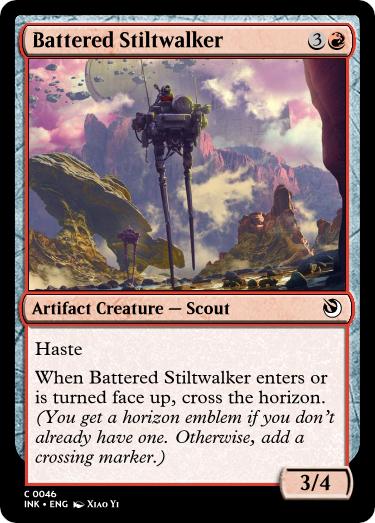 Battered Stiltwalker 3
Artifact Creature — Scout
Haste
When Battered Stiltwalker enters or
is turned face up, cross the horizon.
(You get a horizon emblem if you don't
already have one. Otherwise, add a
crossing marker.)
3/4
C 0046
INK • ENG Xiao Yi